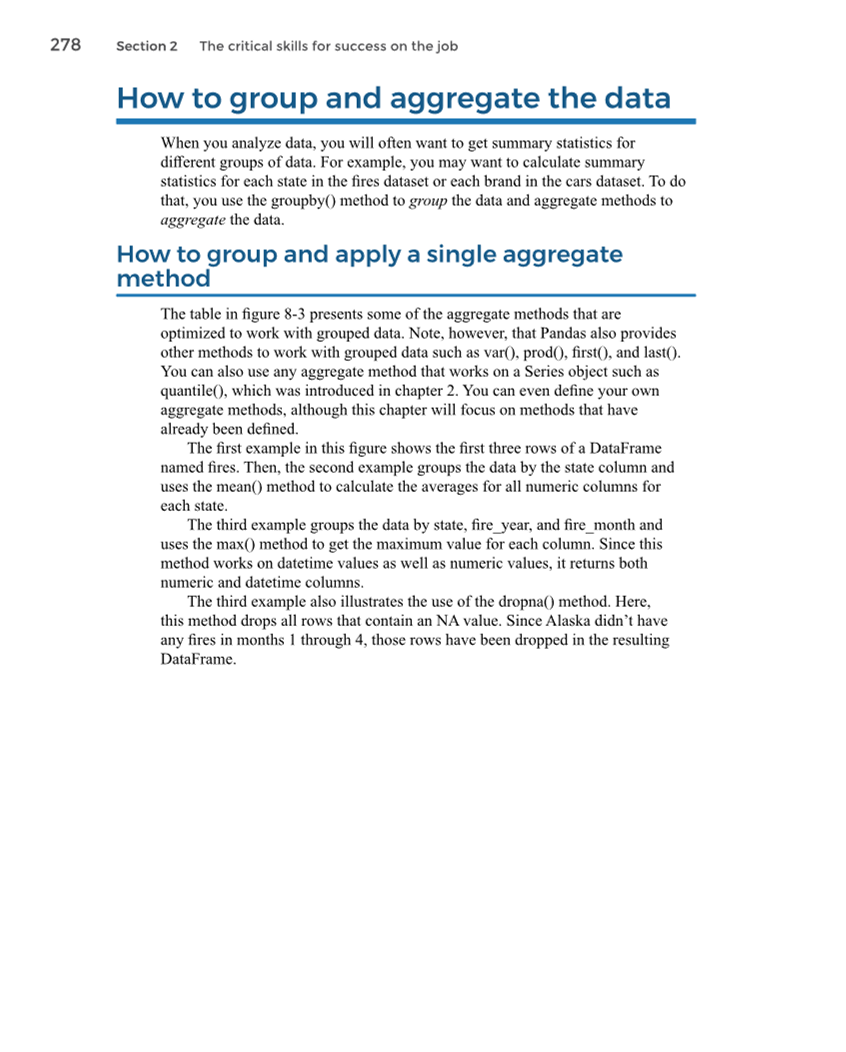 278 Section 2 The critical skills for success on the job
How to group and aggregate the data
When you analyze data, you will often want to get summary statistics for
different groups of data. For example, you may want to calculate summary
statistics for each state in the fires dataset or each brand in the cars dataset. To do
that, you use the groupby() method to group the data and aggregate methods to
aggregate the data.
How to group and apply a single aggregate
method
The table in figure 8-3 presents some of the aggregate methods that are
optimized to work with grouped data. Note, however, that Pandas also provides
other methods to work with grouped data such as var(), prod(), first(), and last().
You can also use any aggregate method that works on a Series object such as
quantile(), which was introduced in chapter 2. You can even define your own
aggregate methods, although this chapter will focus on methods that have
already been defined.
The first example in this figure shows the first three rows of a DataFrame
named fires. Then, the second example groups the data by the state column and
uses the mean() method to calculate the averages for all numeric columns for
each state.
The third example groups the data by state, fire_year, and fire_month and
uses the max() method to get the maximum value for each column. Since this
method works on datetime values as well as numeric values, it returns both
numeric and datetime columns.
The third example also illustrates the use of the dropna() method. Here,
this method drops all rows that contain an NA value. Since Alaska didn’t have
any fires in months 1 through 4, those rows have been dropped in the resulting
DataFrame.